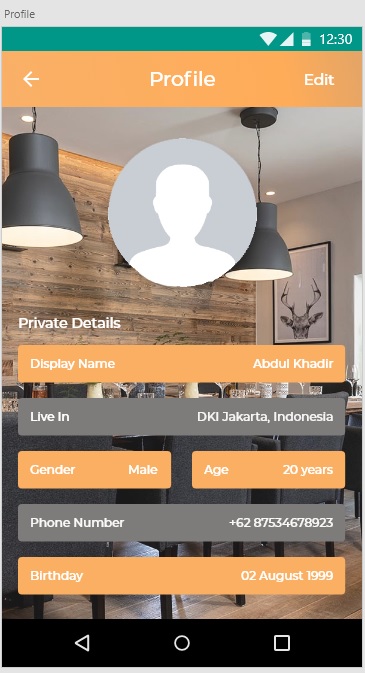 Profile
12:30
Profile Edit
Private Details
Display Name Abdul Khadir
Live In DKI Jakarta, Indonesia
Gender Male Age 20 years
Phone Number +62 87534678923
Birthday 02 August 1999